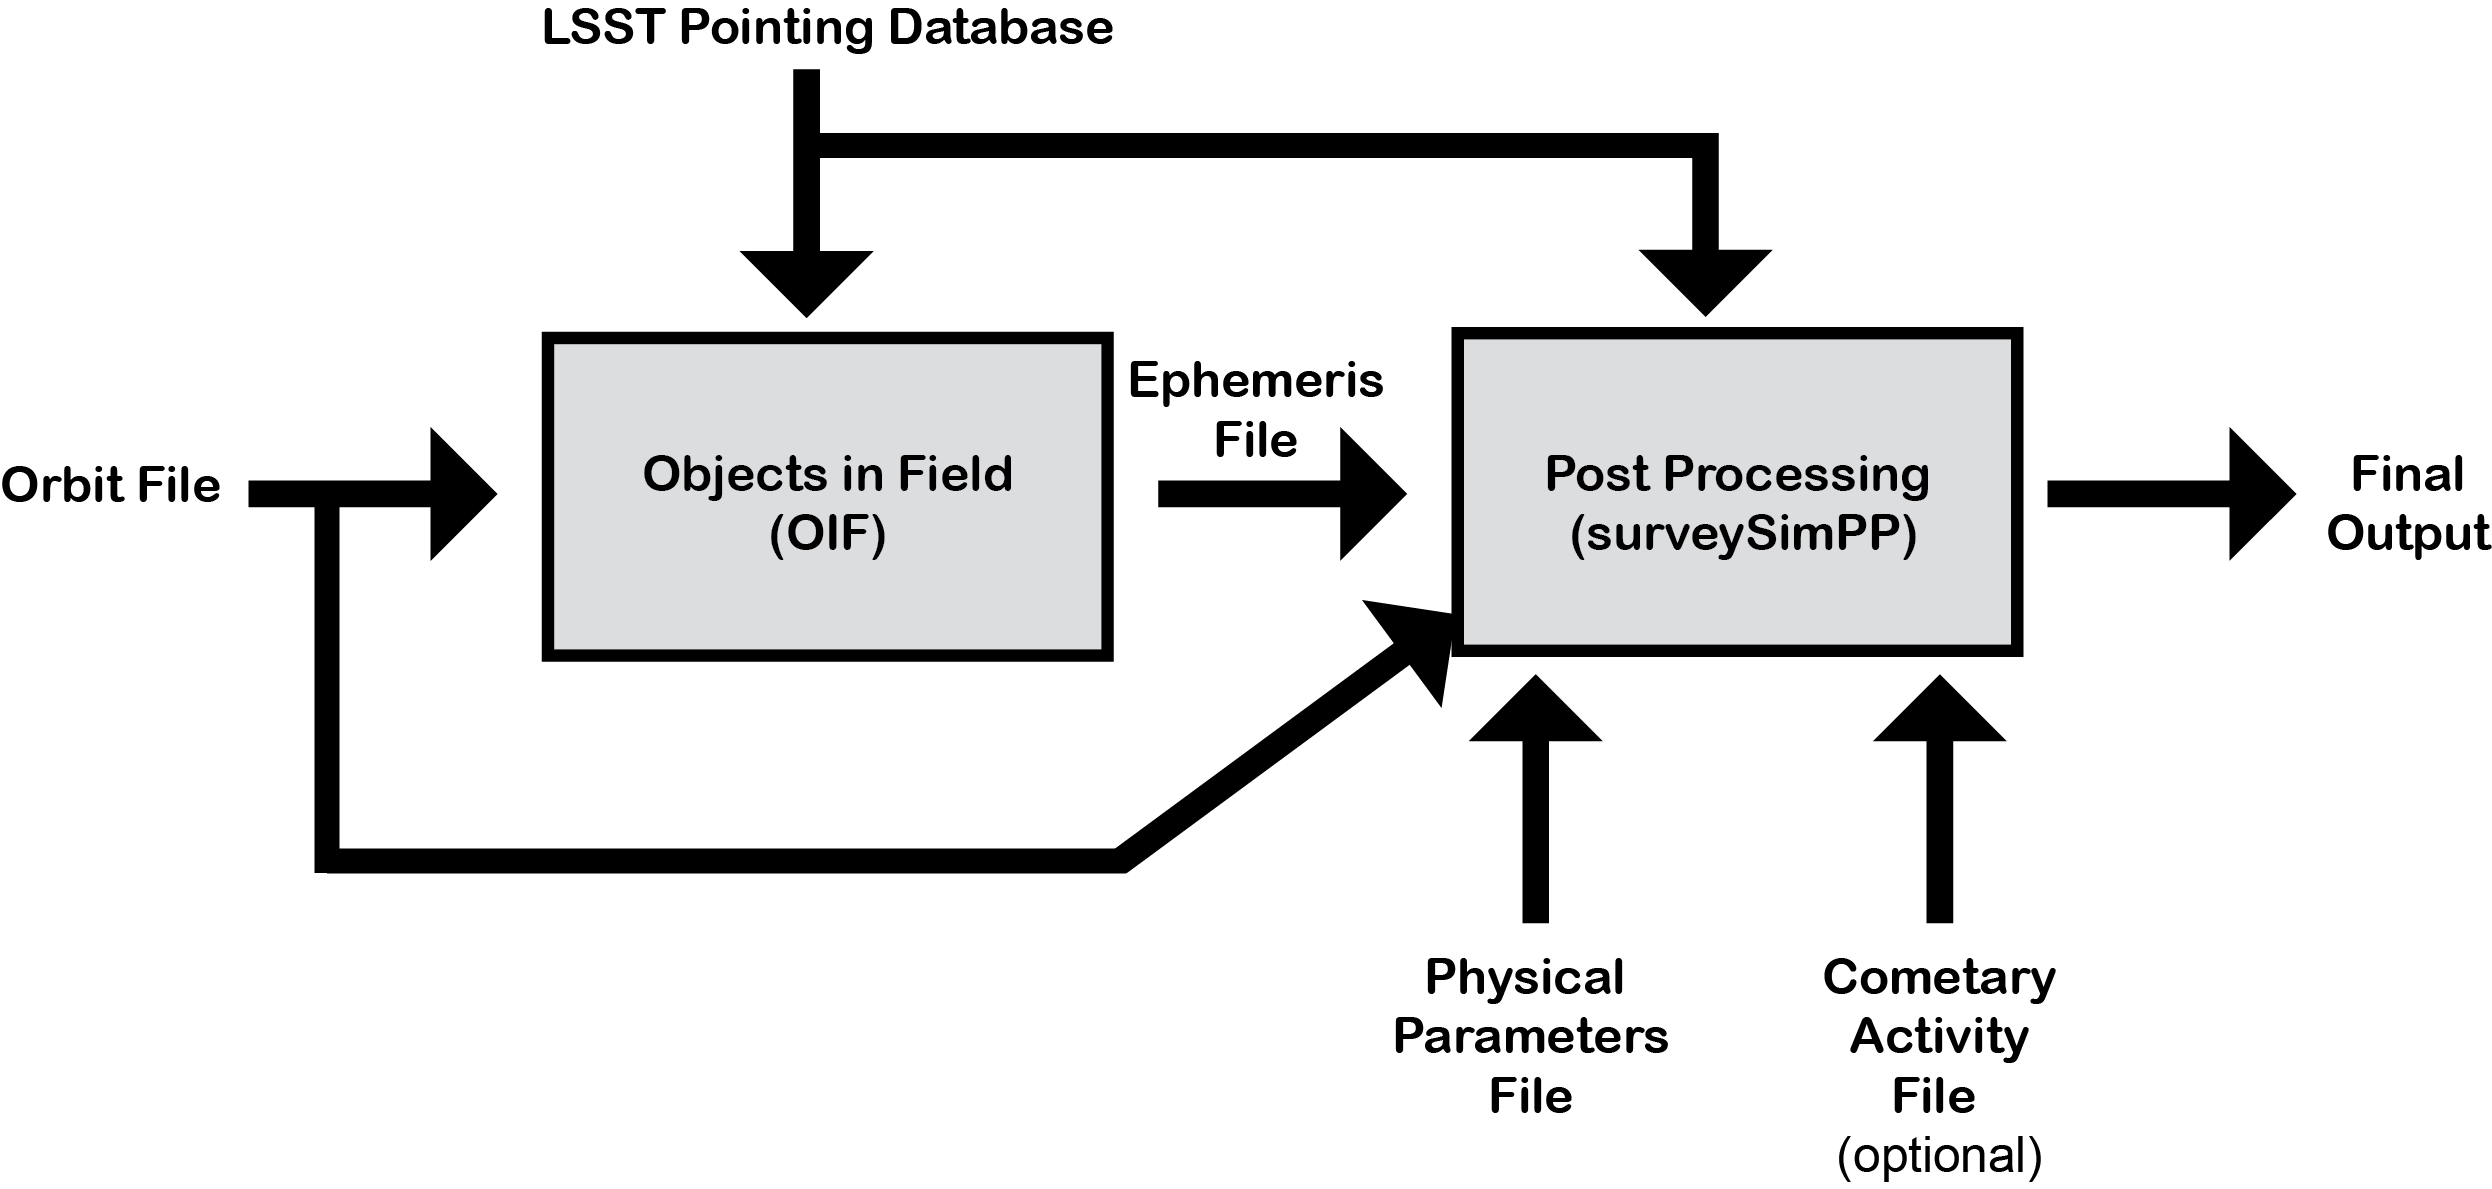 LSST Pointing Database
Orbit File
Objects in Field
(OIF)
Ephemeris
File
Post Processing
(surveySimPP)
Final
Output
Physical
Parameters
File
Cometary
Activity
File
(optional)